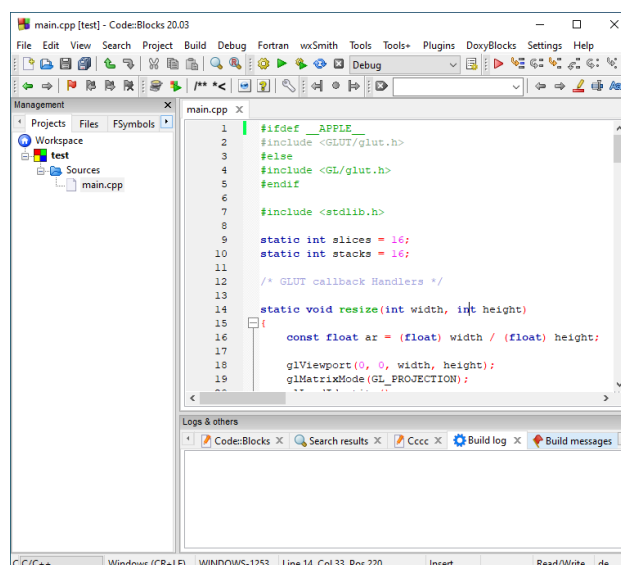 main.cpp [test] - Code::Blocks 20.03
File Edit View Search Project Build Debug Fortran wxSmith Tools Tools+ Plugins DoxyBlocks Settings Help
Debug
/** *<
Management
main.cpp
Projects Files FSymbols
Workspace
test
Sources
main.cpp
1 #ifdef __APPLE__
2 #include <GLUT/glut.h>
3 #else
4 #include <GL/glut.h>
5 #endif
6
7 #include <stdlib.h>
8
9 static int slices = 16;
10 static int stacks = 16;
11
12 /* GLUT callback Handlers */
13
14 static void resize(int width, int height)
15 {
16 const float ar = (float) width / (float) height;
17
18 glViewport(0, 0, width, height);
19 glMatrixMode(GL_PROJECTION);
Logs & others
Code::Blocks Search results Cccc Build log Build messages
C/C++ Windows (CR+LF) WINDOWS-1253 Line 14, Col 33, Pos 220 Insert Read/Write de